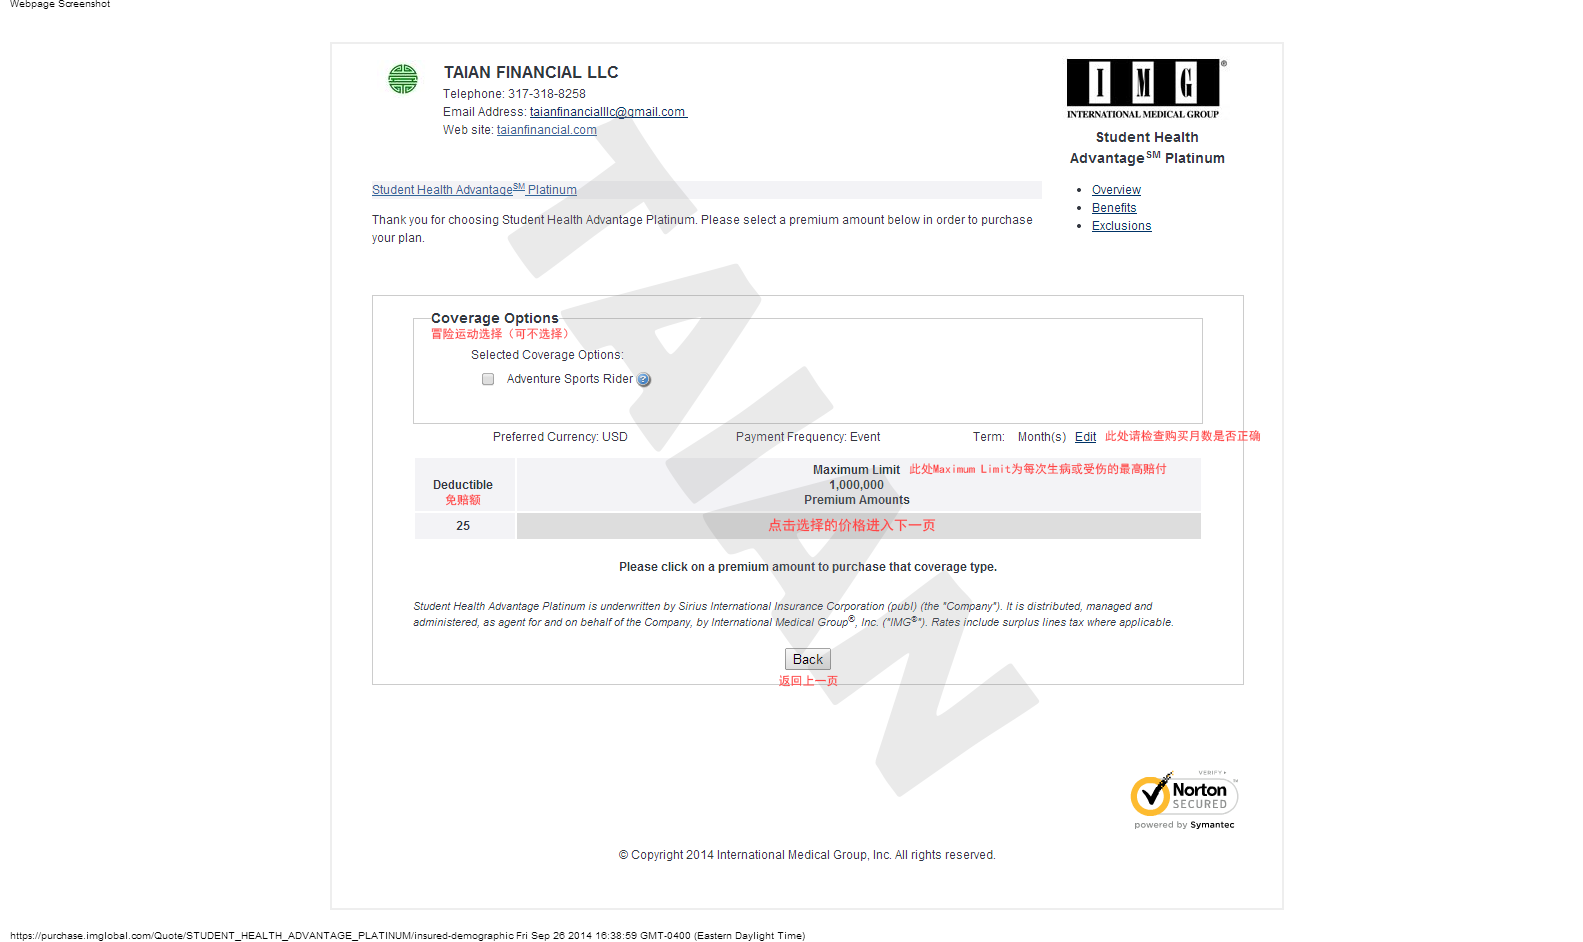 Webpage Screenshot
TAIAN FINANCIAL LLC
Telephone: 317-318-8258
Email Address: taianfinancialllc@gmail.com
Web site: taianfinancial.com
IMG®
INTERNATIONAL MEDICAL GROUP
Student Health
Advantage℠ Platinum
Student Health Advantage℠ Platinum
• Overview
• Benefits
• Exclusions
Thank you for choosing Student Health Advantage Platinum. Please select a premium amount below in order to purchase
your plan.
TAIAN
Coverage Options
冒险运动选择（可不选择）
Selected Coverage Options:
Adventure Sports Rider ?
Preferred Currency: USD Payment Frequency: Event Term: Month(s) Edit 此处请检查购买月数是否正确
Maximum Limit 此处Maximum Limit为每次生病或受伤的最高赔付
Deductible 1,000,000
免赔额 Premium Amounts
25 点击选择的价格进入下一页
Please click on a premium amount to purchase that coverage type.
Student Health Advantage Platinum is underwritten by Sirius International Insurance Corporation (publ) (the "Company"). It is distributed, managed and
administered, as agent for and on behalf of the Company, by International Medical Group®, Inc. ("IMG®"). Rates include surplus lines tax where applicable.
Back
返回上一页
VERIFY▸
Norton™
SECURED
powered by Symantec
© Copyright 2014 International Medical Group, Inc. All rights reserved.
https://purchase.imglobal.com/Quote/STUDENT_HEALTH_ADVANTAGE_PLATINUM/insured-demographic Fri Sep 26 2014 16:38:59 GMT-0400 (Eastern Daylight Time)